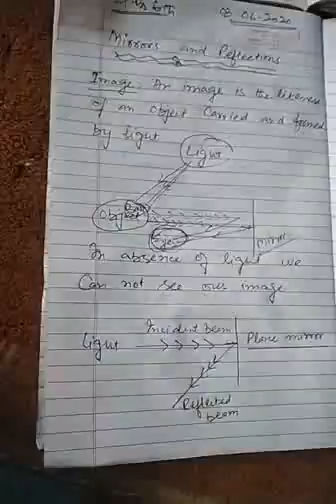 02-06-2020
Mirrors and Reflections
Image- An image is the likeness
of an object carried and formed
by light
Light
Object
Eyes
mirror
In absence of light we
Can not see our image
Incident beam
Light
Plane mirror
Reflected
beam